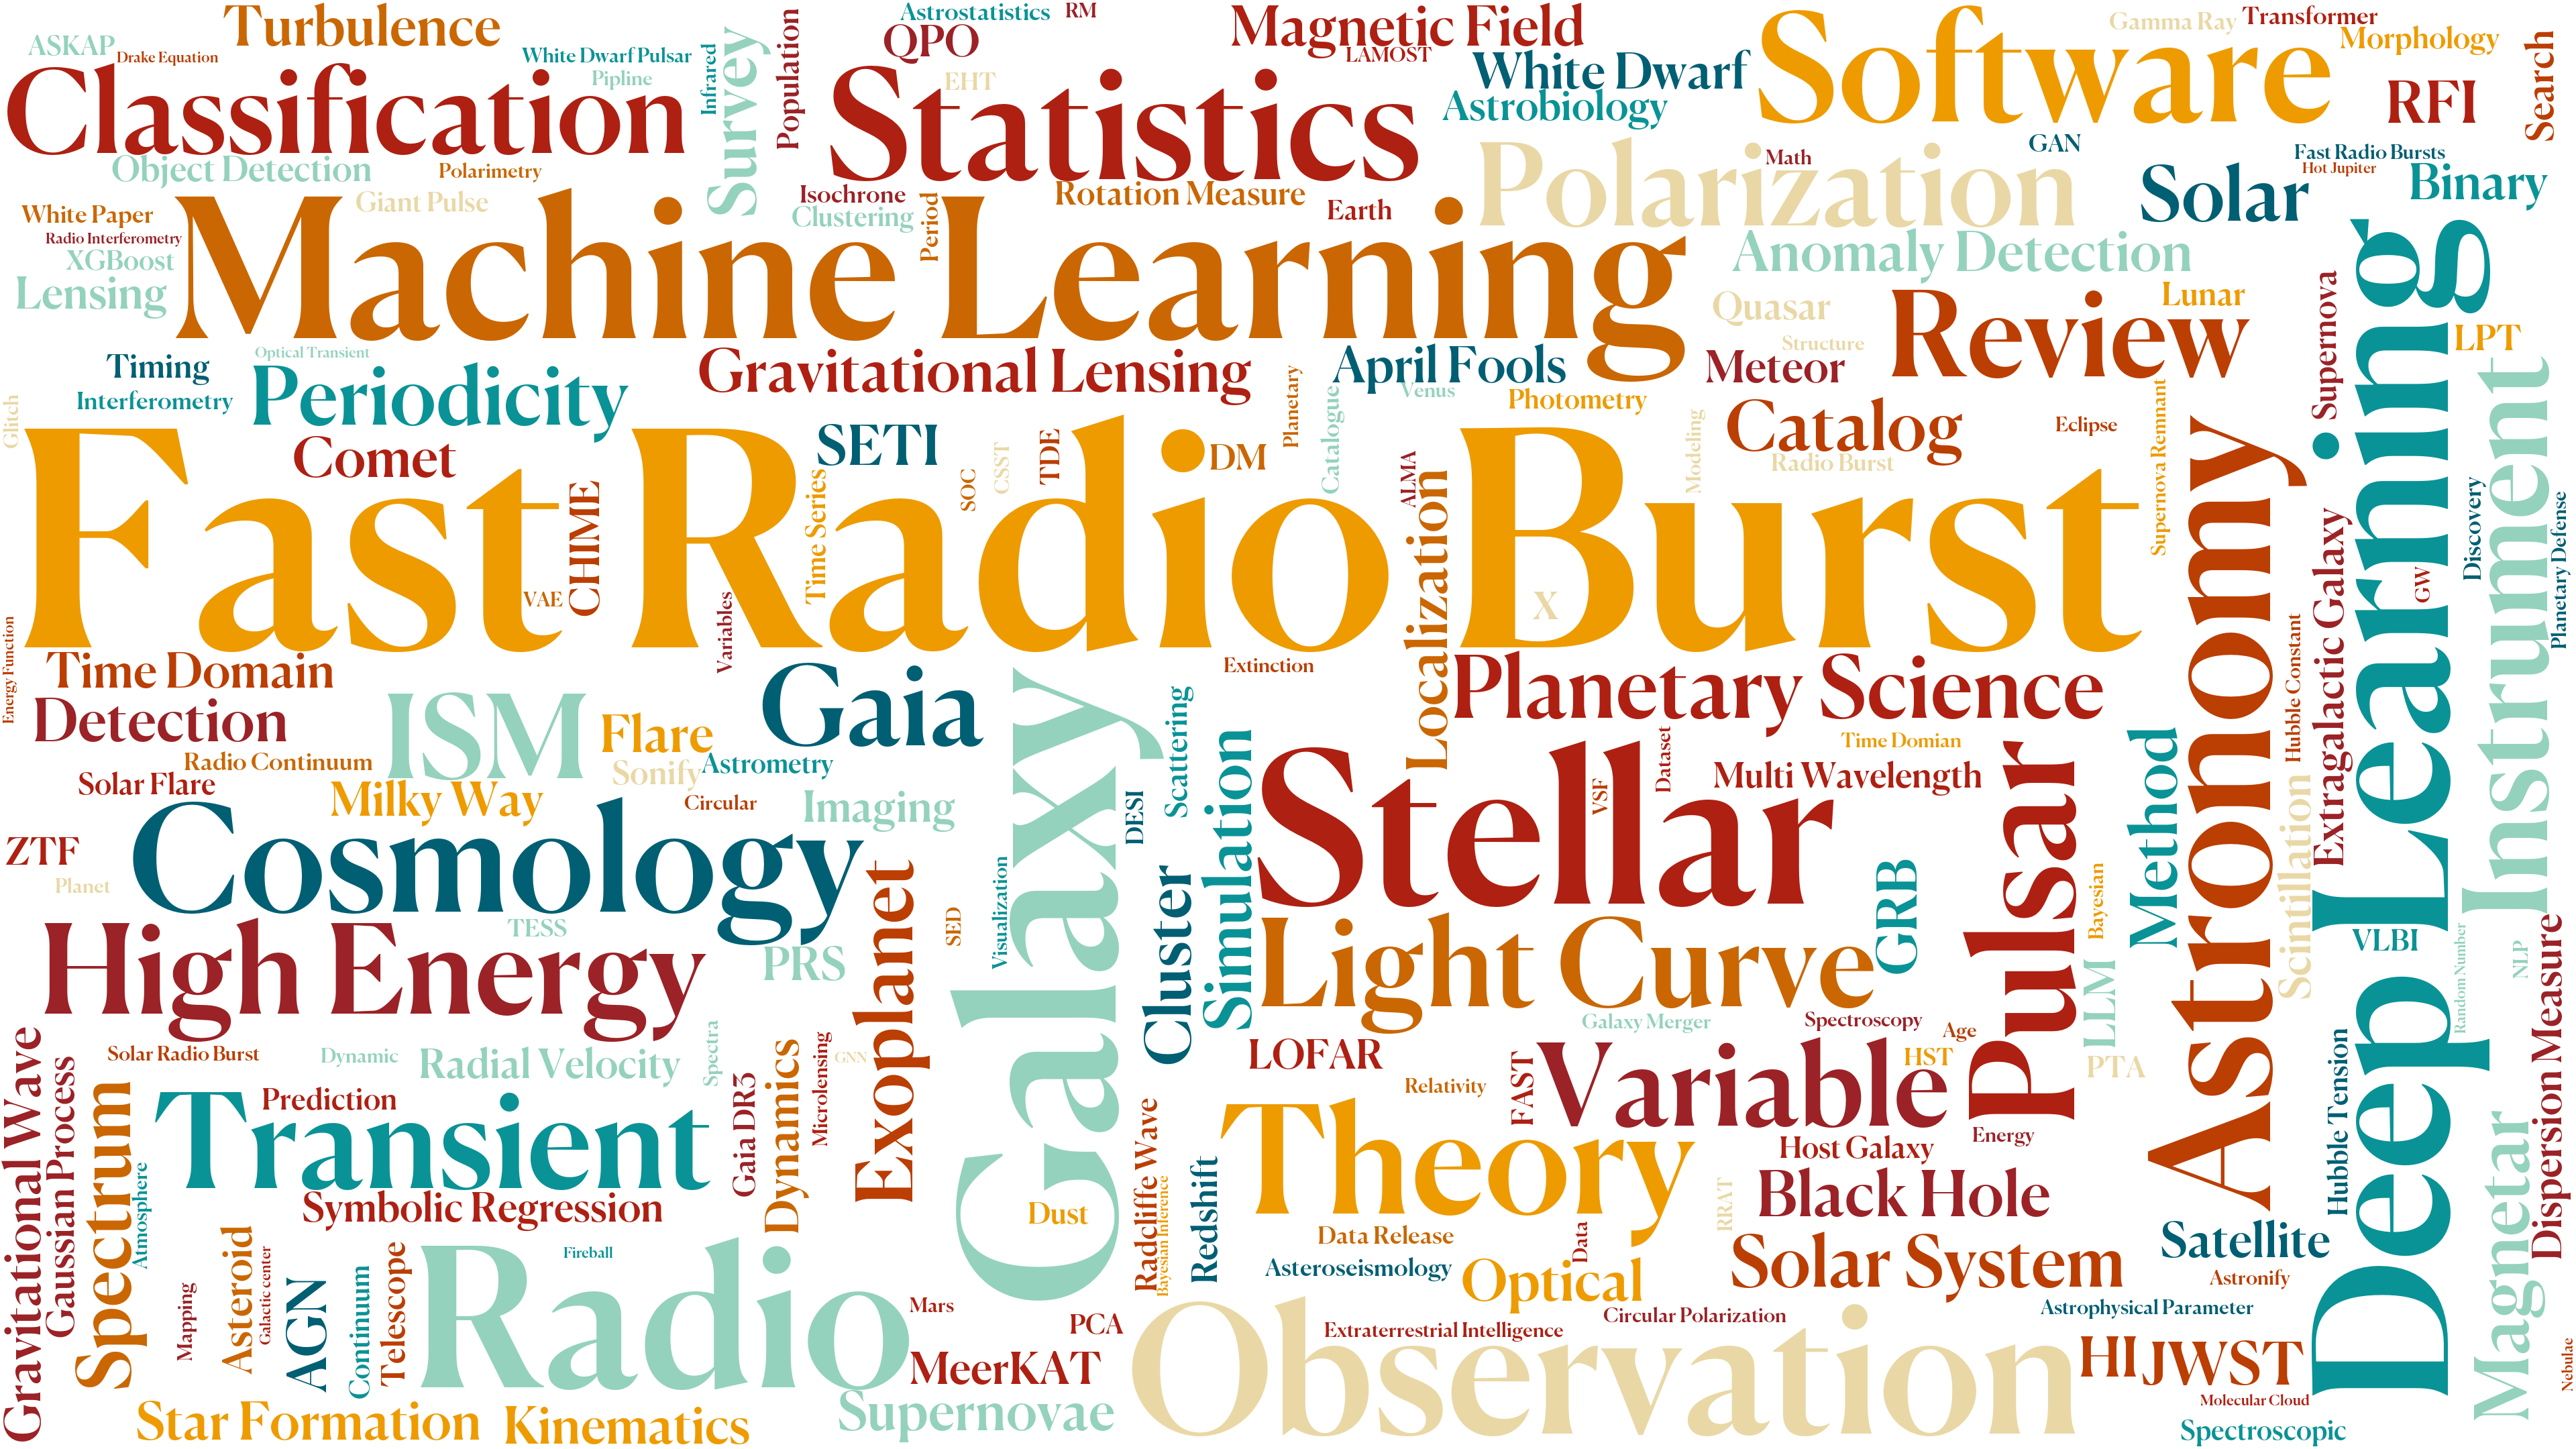 Turbulence
Astrostatistics
RM
Magnetic Field
Software
Gamma Ray
Transformer
ASKAP
Drake Equation
White Dwarf Pulsar
Pipline
Infrared
Survey
Population
QPO
EHT
LAMOST
White Dwarf
Astrobiology
Morphology
RFI
Search
Classification
Statistics
Object Detection
Polarimetry
Giant Pulse
Isochrone
Clustering
Period
Rotation Measure
Earth
Polarization
Math
GAN
Fast Radio Bursts
Hot Jupiter
Solar
Binary
White Paper
Radio Interferometry
XGBoost
Lensing
Machine Learning
Anomaly Detection
Quasar
Structure
Review
Lunar
Supernova
LPT
Timing
Optical Transient
Interferometry
Periodicity
Gravitational Lensing
Planetary
April Fools
Venus
Catalogue
Photometry
Meteor
Modeling
Catalog
Radio Burst
Eclipse
Supernova Remnant
Glitch
Comet
SETI
SOC
CSST
TDE
DM
ALMA
Fast Radio Burst
VAE
CHIME
Variables
Time Series
Localization
X
Astronomy
Deep Learning
Instrument
Discovery
Planetary Defense
GW
Extragalactic Galaxy
Hubble Constant
Energy Function
Time Domain
Detection
ISM
Flare
Sonify
Gaia
Astrometry
Extinction
Scattering
Planetary Science
Radio Continuum
Solar Flare
Milky Way
Circular
Imaging
Galaxy
DESI
Simulation
Stellar
VSF
Dataset
Time Domian
Multi Wavelength
Pulsar
Method
Scintillation
ZTF
Planet
Cosmology
TESS
High Energy
PRS
Exoplanet
SED
Visualization
Cluster
Light Curve
GRB
Bayesian
LLM
VLBI
Random Number
NLP
Dispersion Measure
Galaxy Merger
Spectroscopy
Age
HST
PTA
Gravitational Wave
Gaussian Process
Solar Radio Burst
Dynamic
Radial Velocity
Spectra
Microlensing
GNN
LOFAR
Relativity
FAST
Variable
Energy
Host Galaxy
Hubble Tension
Spectrum
Atmosphere
Prediction
Transient
Symbolic Regression
Gaia DR3
Dynamics
Dust
Radcliffe Wave
Bayesian Inference
Redshift
Theory
RRAT
Black Hole
Data Release
Data
Asteroseismology
Optical
Solar System
Satellite
Astronify
Magnetar
Mapping
Asteroid
Galactic center
AGN
Continuum
Telescope
Fireball
Radio
Mars
PCA
MeerKAT
Supernovae
Observation
Extraterrestrial Intelligence
Circular Polarization
Astrophysical Parameter
HI
JWST
Molecular Cloud
Nebulae
Star Formation
Kinematics
Spectroscopic